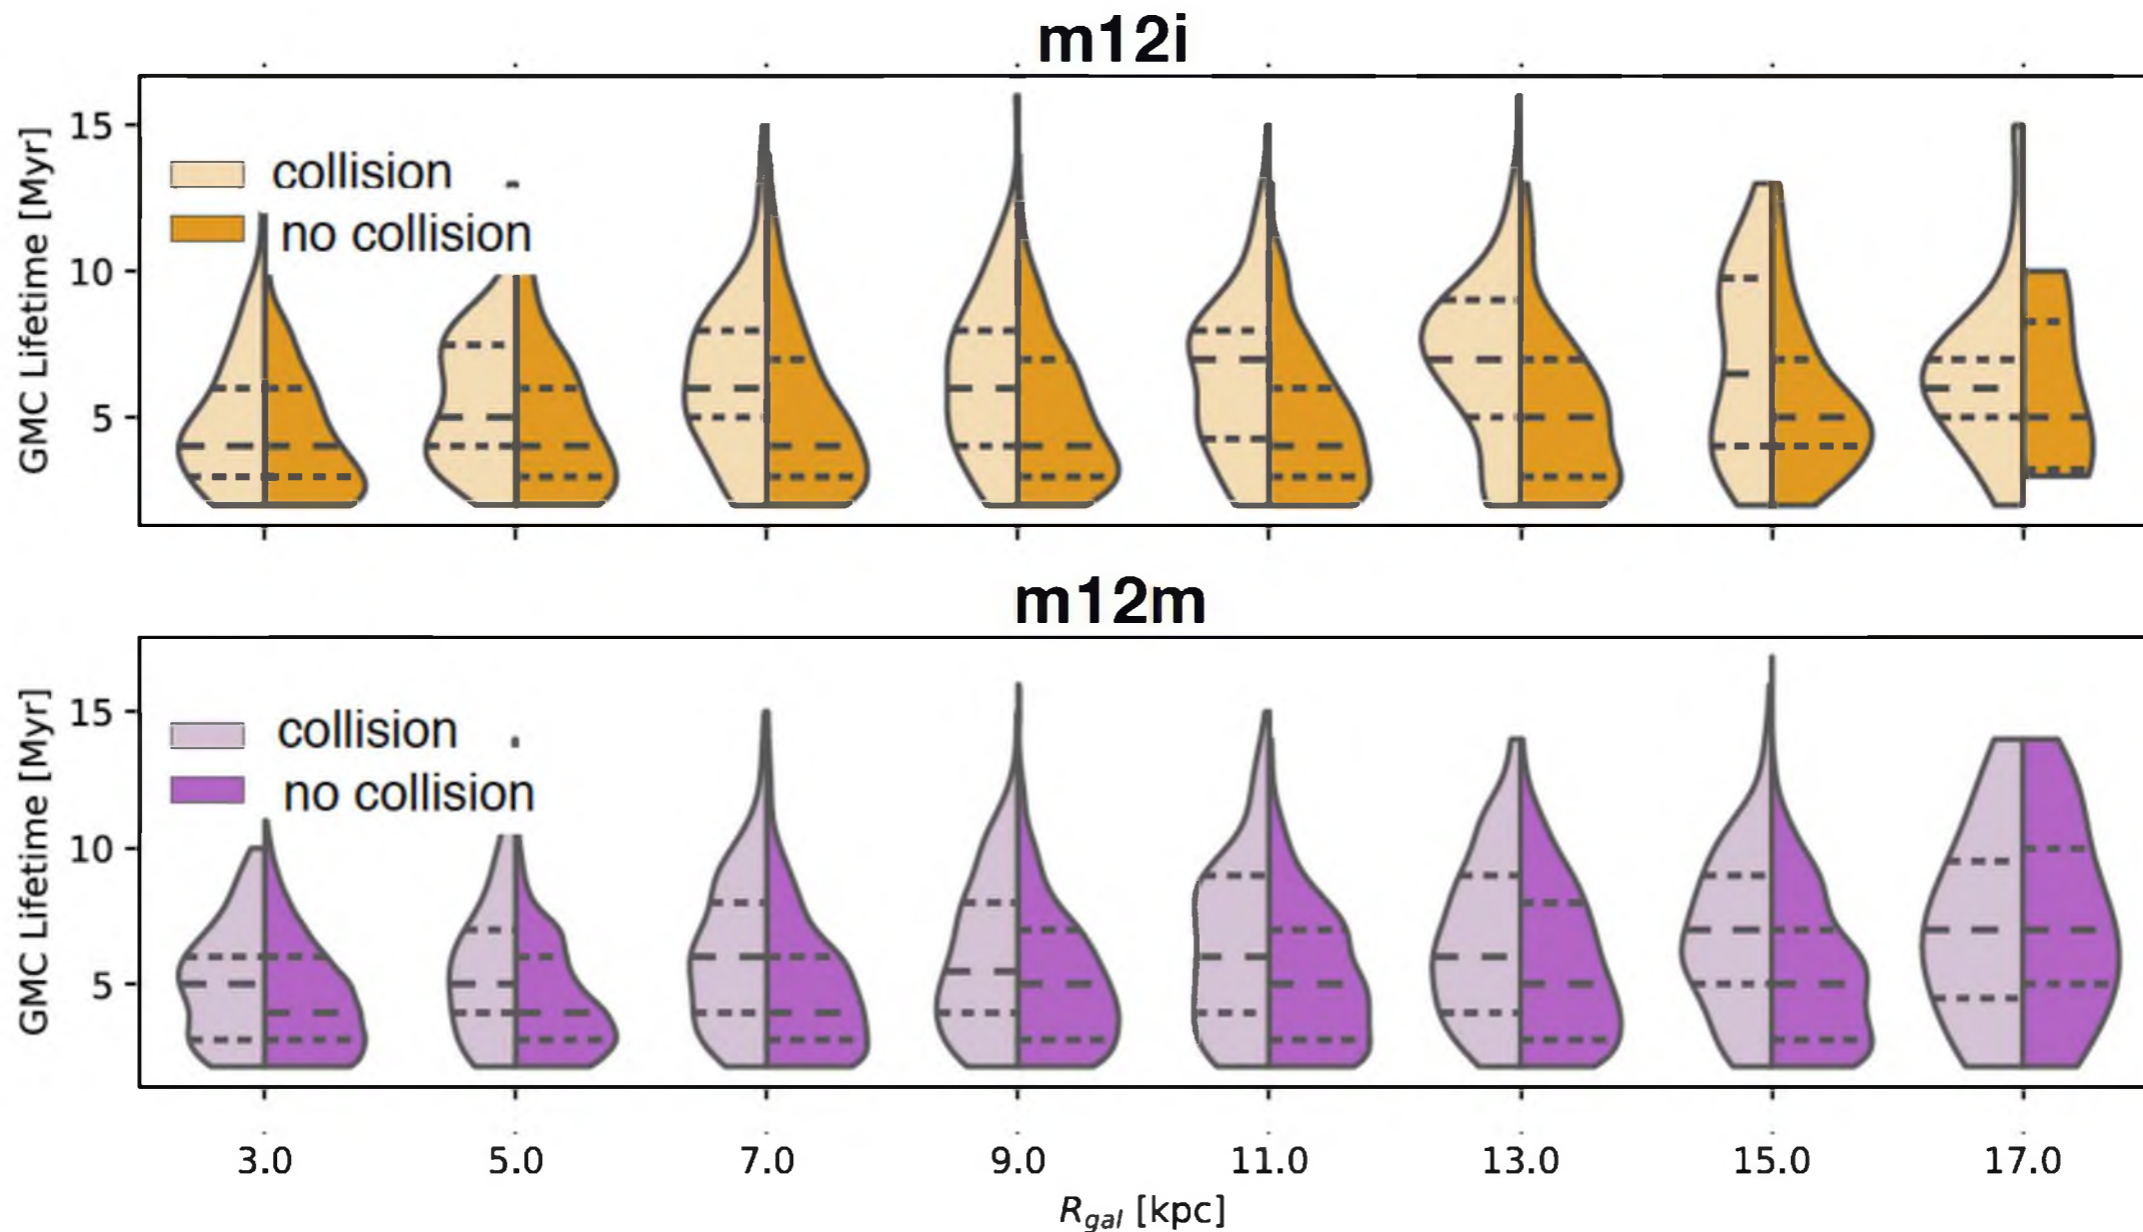 m12i
GMC Lifetime [Myr]
15
10
5
collision
no collision
m12m
GMC Lifetime [Myr]
15
10
5
collision
no collision
3.0 5.0 7.0 9.0 11.0 13.0 15.0 17.0
R_gal [kpc]